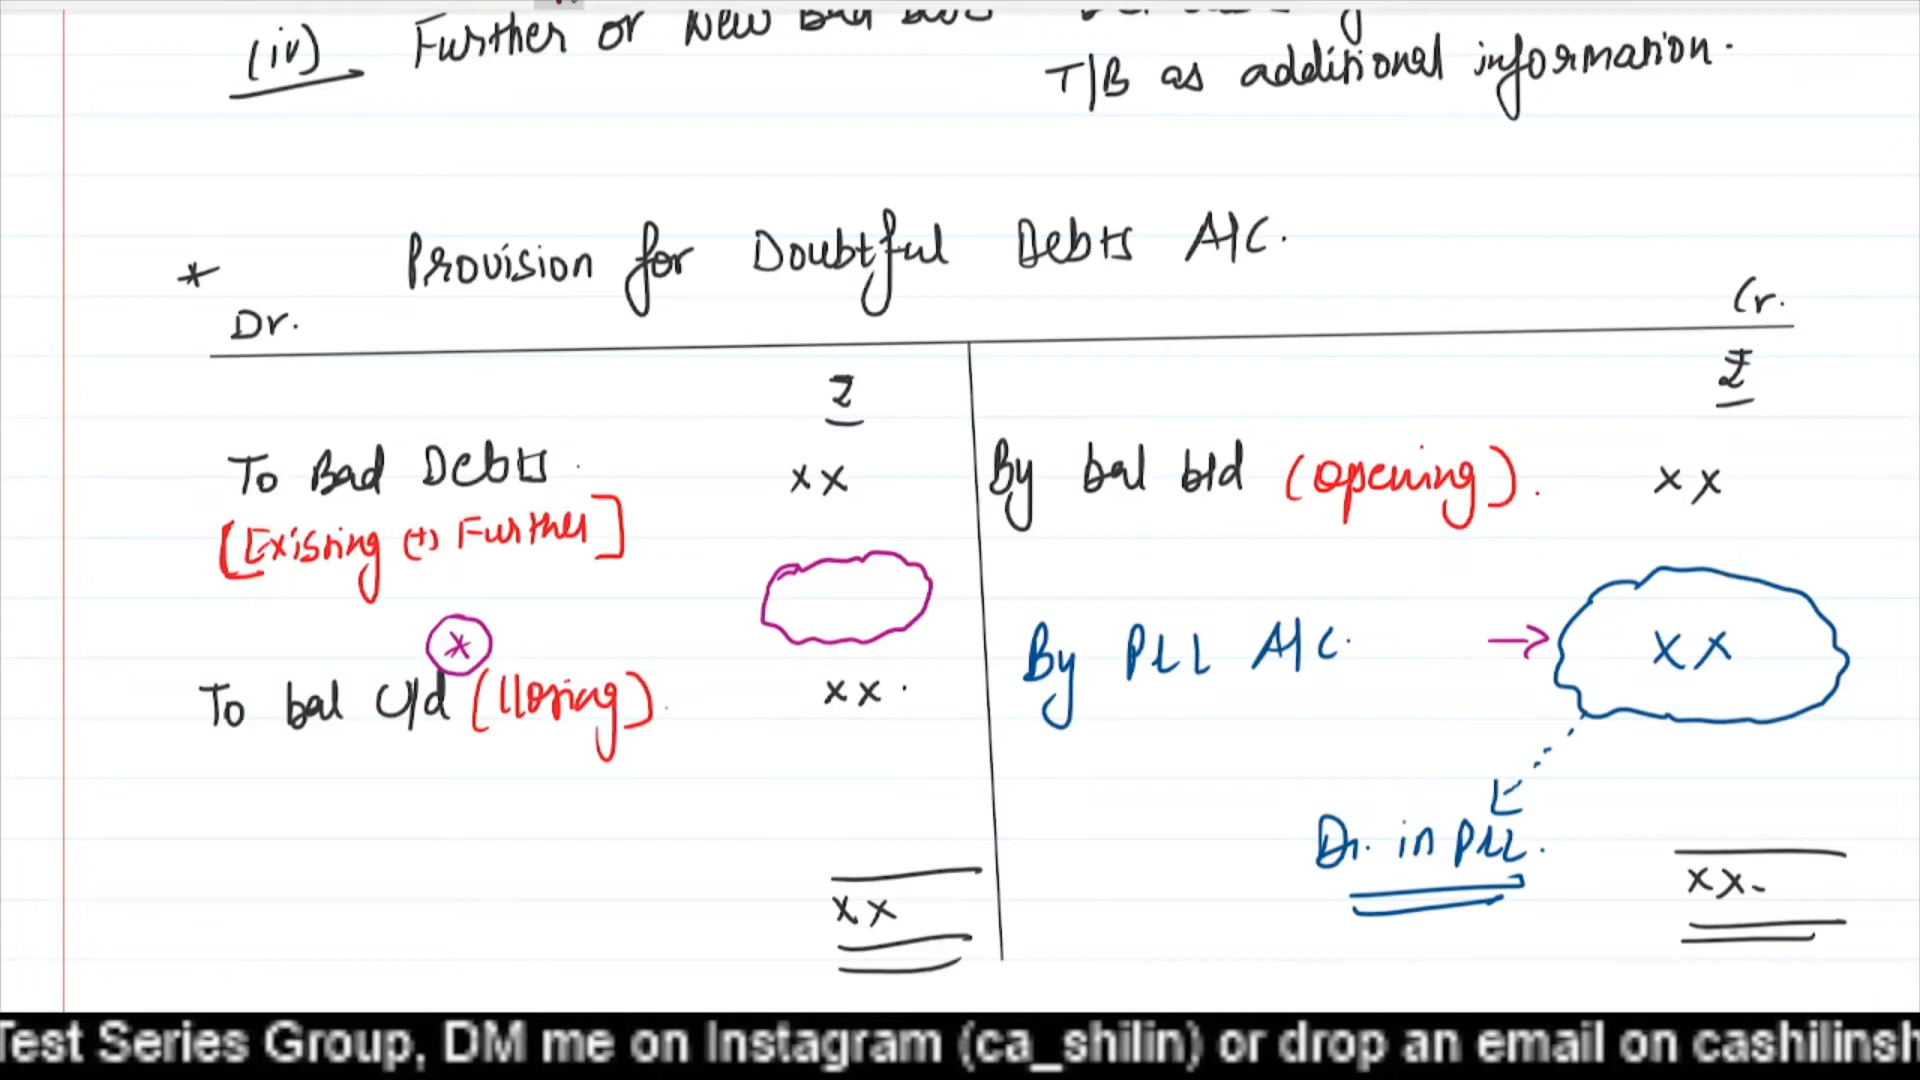 (iv) Further or New Bad
T/B as additional information.
* Provision for Doubtful Debts A/C.
Dr. Cr.
₹ ₹
To Bad Debts. xx By bal b/d (opening). xx
[Existing (+) Further]
* By P&L A/C. → xx
To bal c/d (Closing). xx.
Dr. in P&L.
xx xx.
Test Series Group, DM me on Instagram (ca_shilin) or drop an email on cashilinsh